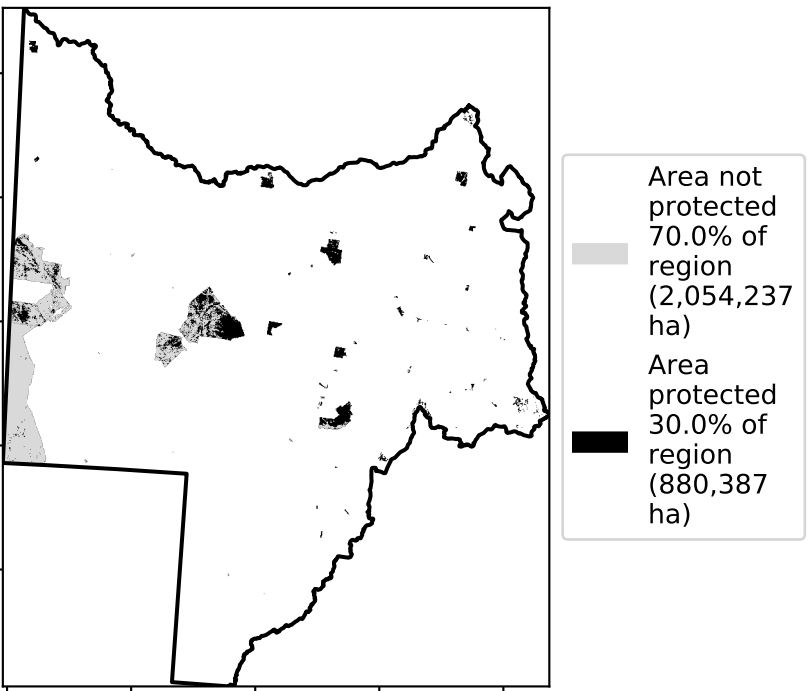 Area not
protected
70.0% of
region
(2,054,237
ha)
Area
protected
30.0% of
region
(880,387
ha)